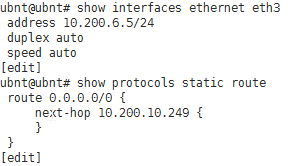 ubnt@ubnt# show interfaces ethernet eth3
address 10.200.6.5/24
duplex auto
speed auto
[edit]
ubnt@ubnt# show protocols static route
route 0.0.0.0/0 {
next-hop 10.200.10.249 {
}
}
[edit]